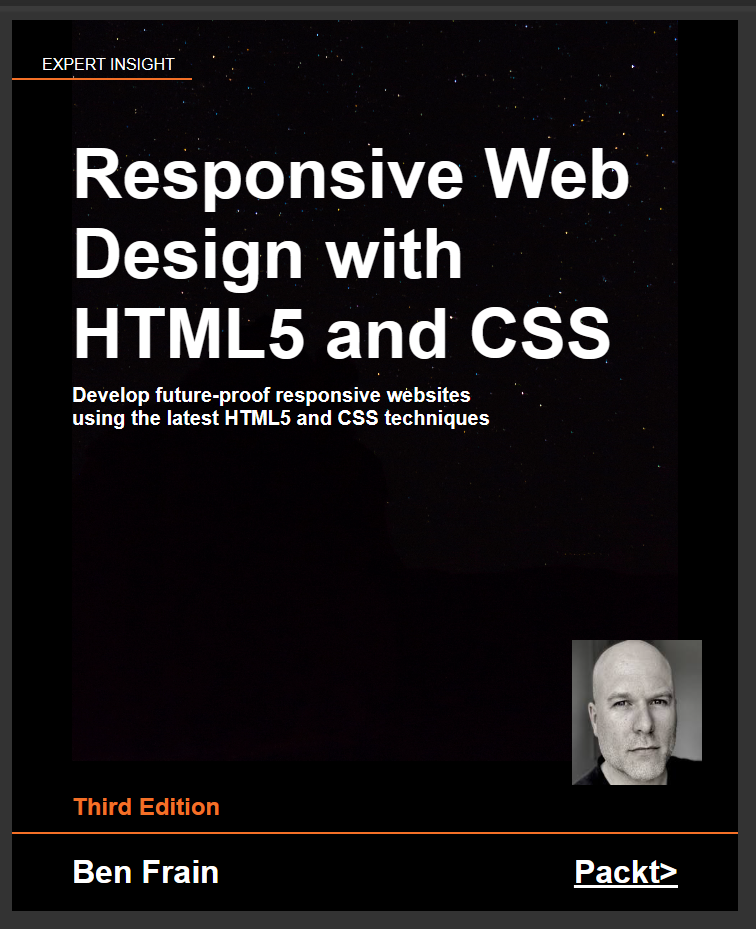 EXPERT INSIGHT
Responsive Web
Design with
HTML5 and CSS
Develop future-proof responsive websites
using the latest HTML5 and CSS techniques
Third Edition
Ben Frain
Packt>